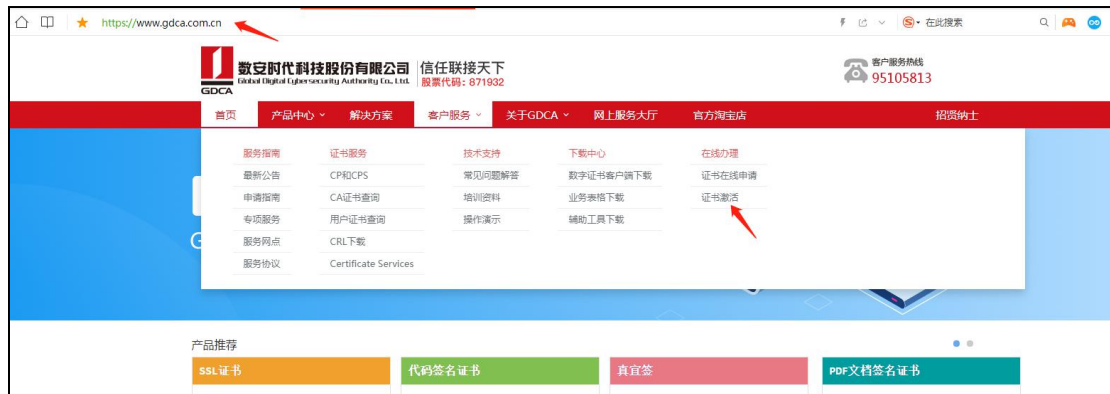 https://www.gdca.com.cn
在此搜索
GDCA
数安时代科技股份有限公司
Global Digital Cybersecurity Authority Co., Ltd.
信任联接天下
股票代码: 871932
客户服务热线
95105813
首页 产品中心 解决方案 客户服务 关于GDCA 网上服务大厅 官方淘宝店 招贤纳士
服务指南 证书服务 技术支持 下载中心 在线办理
最新公告 CP和CPS 常见问题解答 数字证书客户端下载 证书在线申请
申请指南 CA证书查询 培训资料 业务表格下载 证书激活
专项服务 用户证书查询 操作演示 辅助工具下载
服务网点 CRL下载
服务协议 Certificate Services
产品推荐
SSL证书 代码签名证书 真宜签 PDF文档签名证书